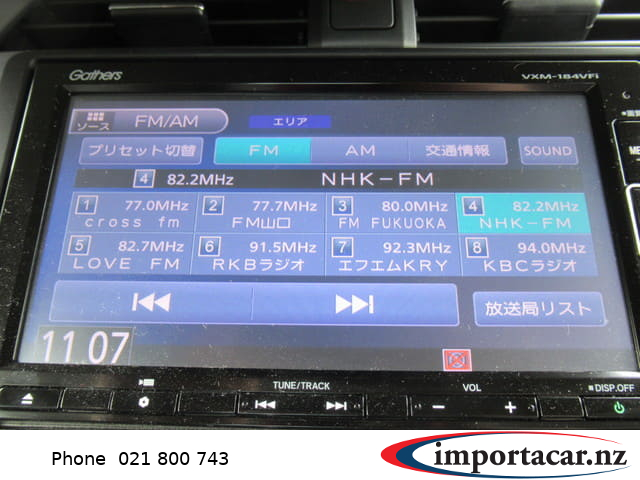 Gathers VXM-184VFi
ソース FM/AM エリア
プリセット切替 FM AM 交通情報 SOUND
4 82.2MHz NHK-FM
1 77.0MHz 2 77.7MHz 3 80.0MHz 4 82.2MHz
cross fm FM山口 FM FUKUOKA NHK-FM
5 82.7MHz 6 91.5MHz 7 92.3MHz 8 94.0MHz
LOVE FM RKBラジオ エフエムKRY KBCラジオ
放送局リスト
11:07
TUNE/TRACK VOL DISP.OFF
Phone 021 800 743
importacar.nz